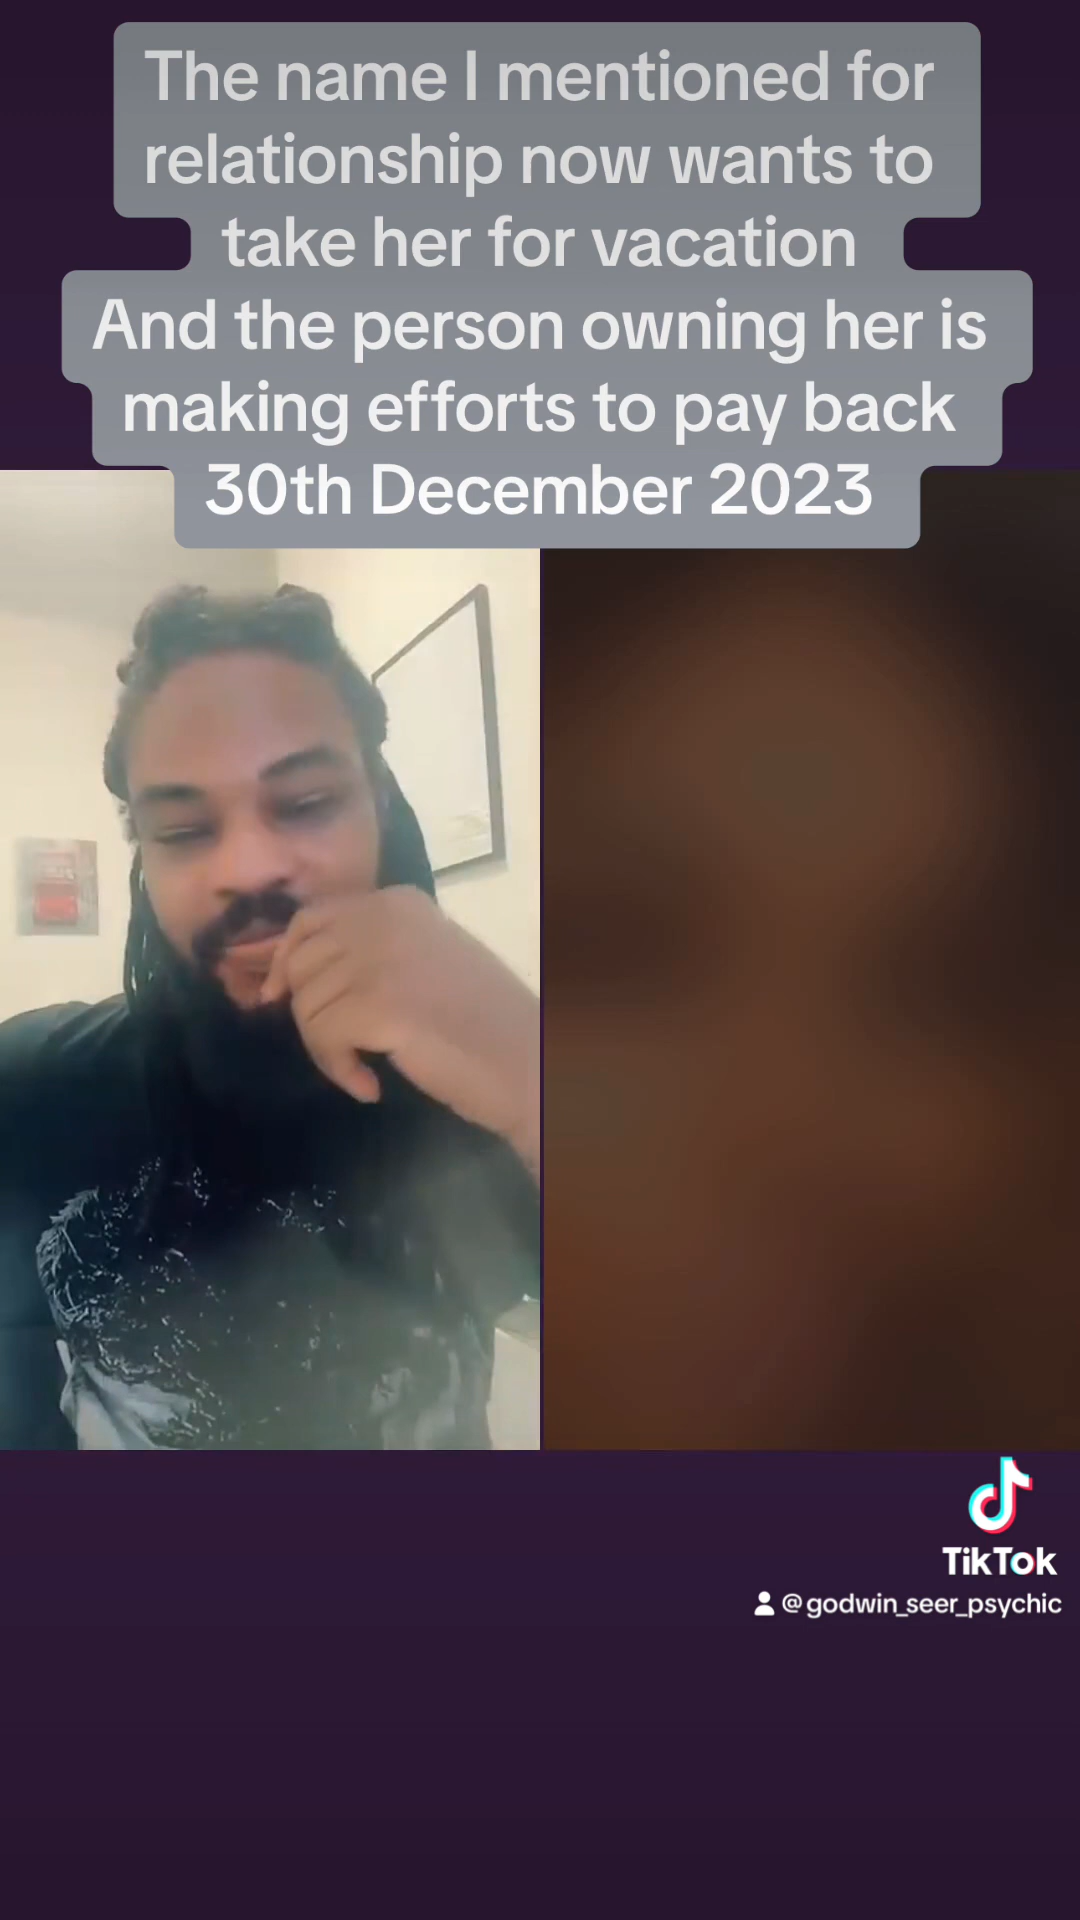 The name I mentioned for
relationship now wants to
take her for vacation
And the person owning her is
making efforts to pay back
30th December 2023
TikTok
@godwin_seer_psychic